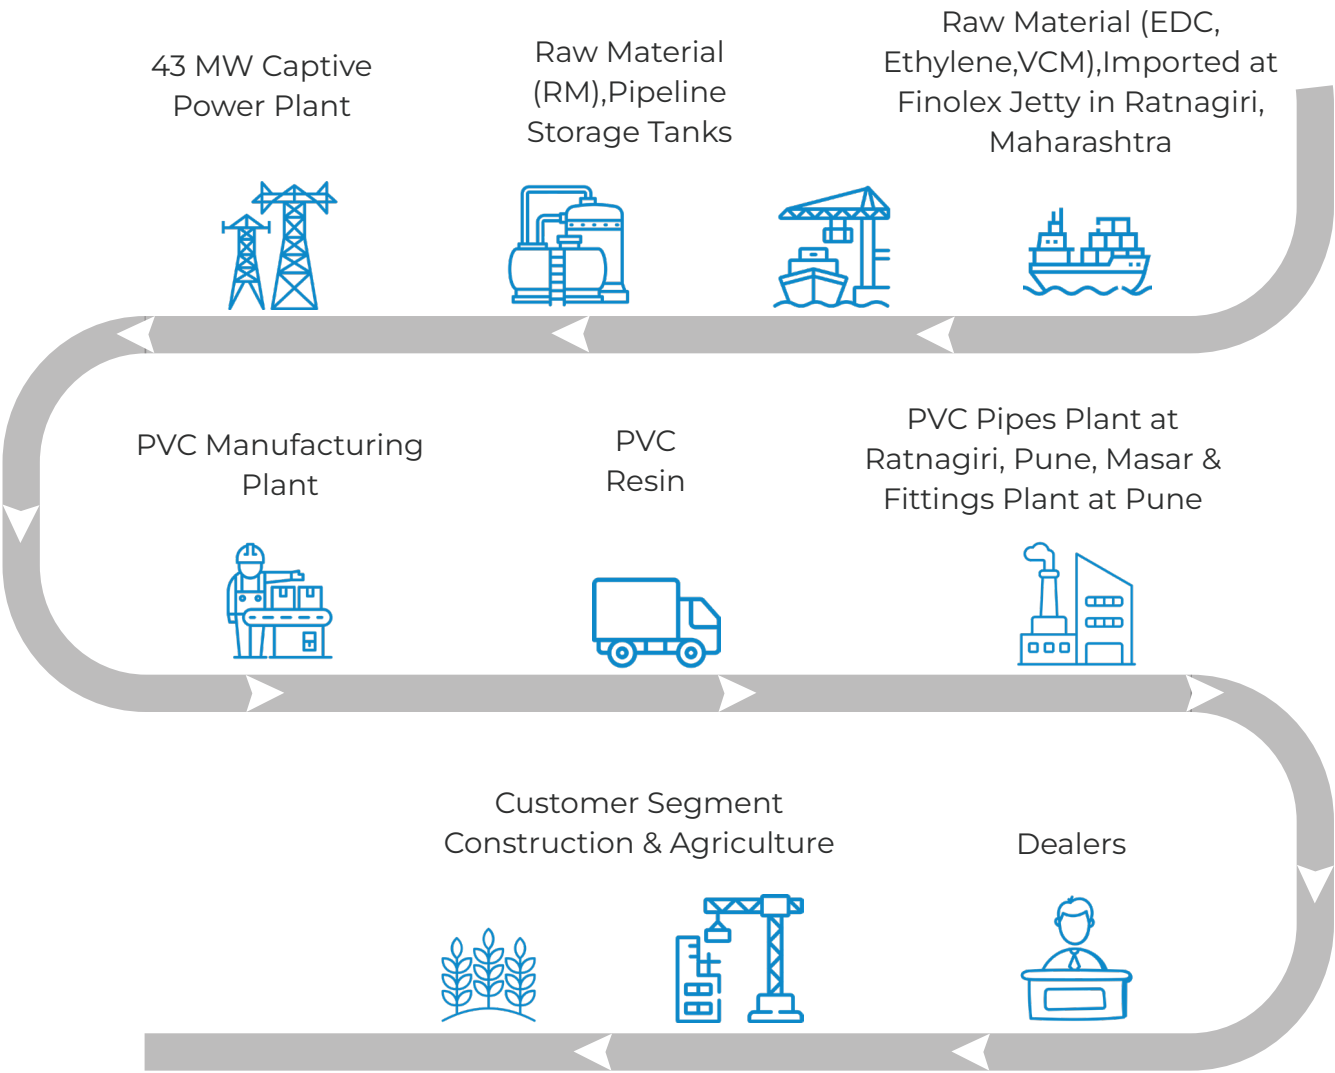 43 MW Captive
Power Plant
Raw Material
(RM),Pipeline
Storage Tanks
Raw Material (EDC,
Ethylene,VCM),Imported at
Finolex Jetty in Ratnagiri,
Maharashtra
PVC Manufacturing
Plant
PVC
Resin
PVC Pipes Plant at
Ratnagiri, Pune, Masar &
Fittings Plant at Pune
Customer Segment
Construction & Agriculture
Dealers